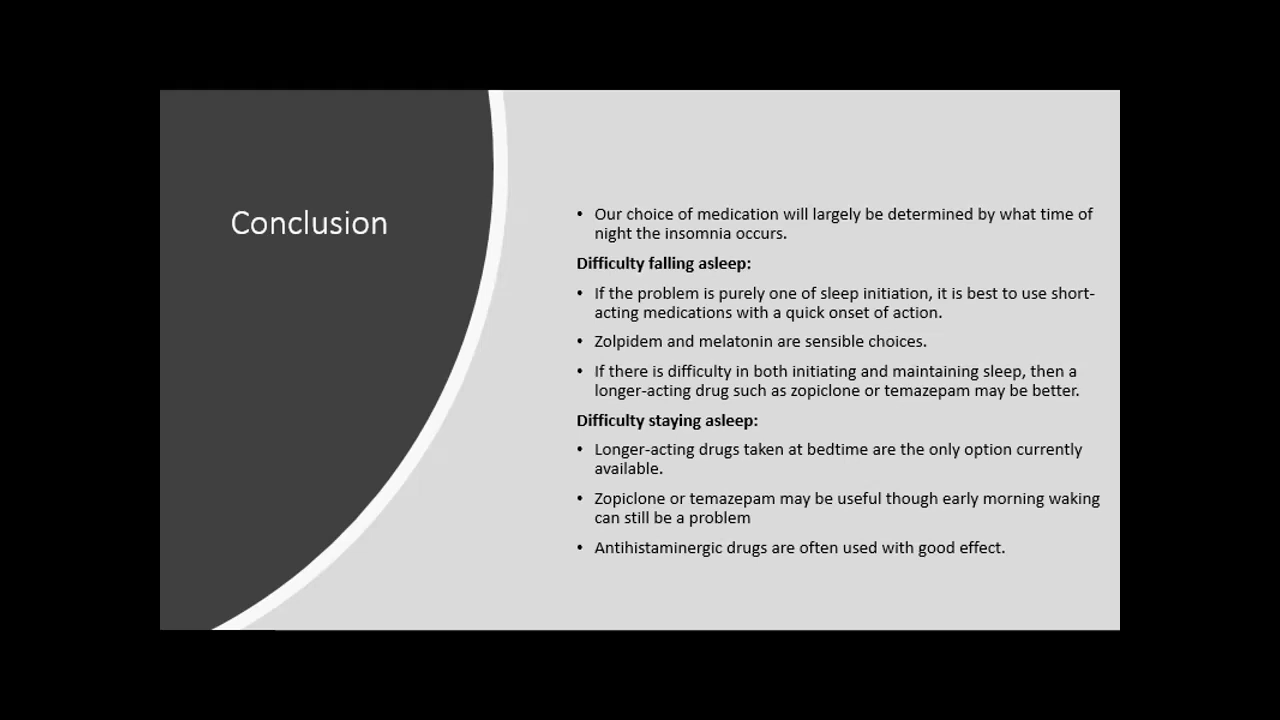 Conclusion
• Our choice of medication will largely be determined by what time of
night the insomnia occurs.
Difficulty falling asleep:
• If the problem is purely one of sleep initiation, it is best to use short-
acting medications with a quick onset of action.
• Zolpidem and melatonin are sensible choices.
• If there is difficulty in both initiating and maintaining sleep, then a
longer-acting drug such as zopiclone or temazepam may be better.
Difficulty staying asleep:
• Longer-acting drugs taken at bedtime are the only option currently
available.
• Zopiclone or temazepam may be useful though early morning waking
can still be a problem
• Antihistaminergic drugs are often used with good effect.